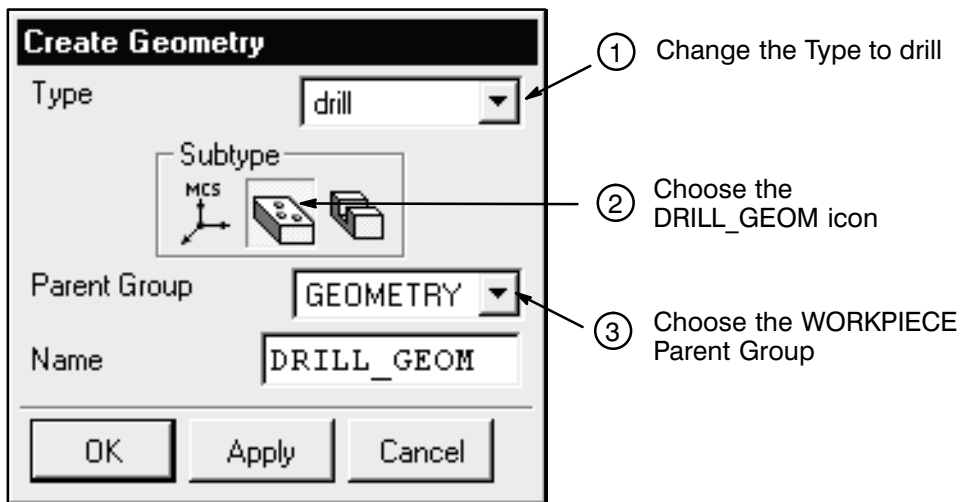 Create Geometry
Type
drill
Subtype
MCS
Parent Group
GEOMETRY
Name
DRILL_GEOM
OK
Apply
Cancel
1 Change the Type to drill
2 Choose the
DRILL_GEOM icon
3 Choose the WORKPIECE
Parent Group